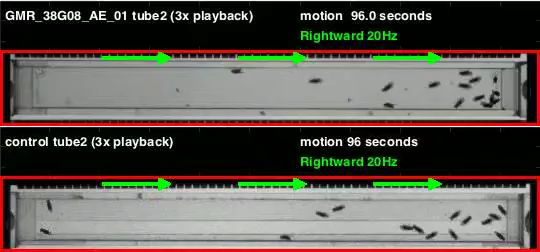 GMR_38G08_AE_01 tube2 (3x playback)
motion  96.0 seconds
Rightward 20Hz
control tube2 (3x playback)
motion 96 seconds
Rightward 20Hz